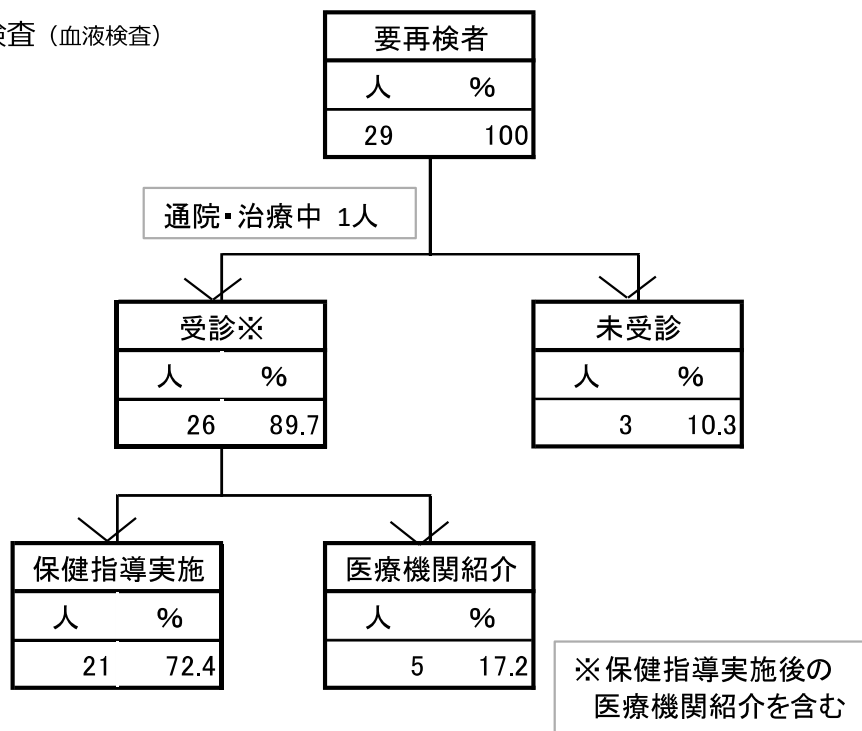 検査（血液検査）
要再検者
人 %
29 100
通院・治療中 1人
受診※
人 %
26 89.7
未受診
人 %
3 10.3
保健指導実施
人 %
21 72.4
医療機関紹介
人 %
5 17.2
※保健指導実施後の
医療機関紹介を含む